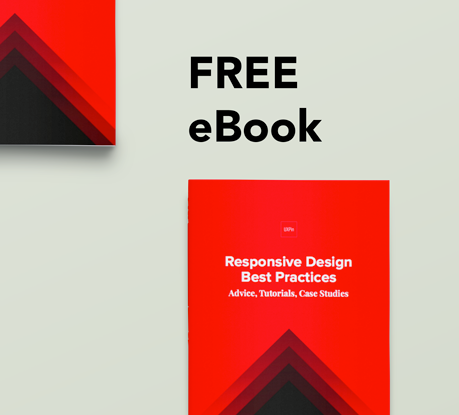 FREE
eBook
UXPin
Responsive Design
Best Practices
Advice, Tutorials, Case Studies